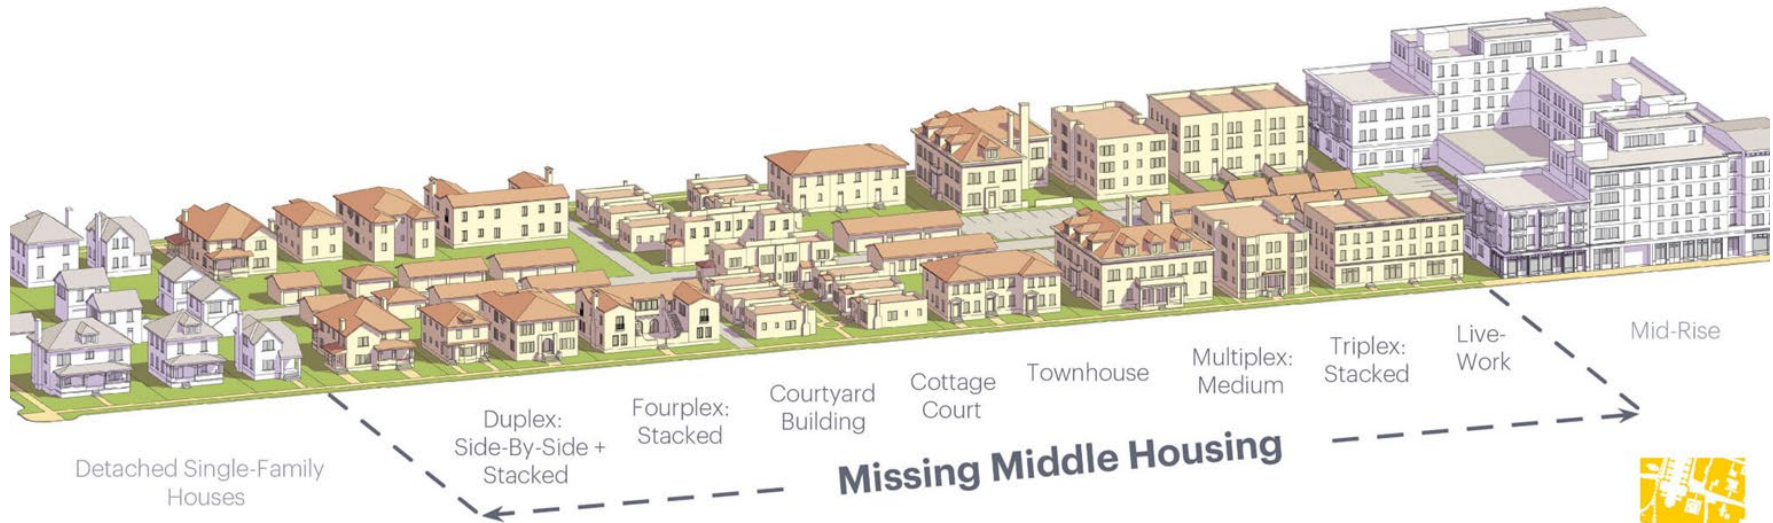 Detached Single-Family
Houses
Duplex:
Side-By-Side +
Stacked
Fourplex:
Stacked
Courtyard
Building
Cottage
Court
Townhouse
Multiplex:
Medium
Triplex:
Stacked
Live-
Work
Mid-Rise
Missing Middle Housing